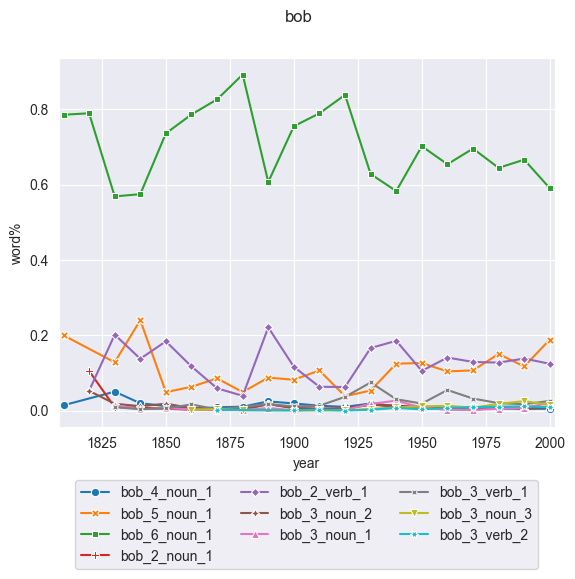 bob
0.8
0.6
0.4
0.2
0.0
word%
1825 1850 1875 1900 1925 1950 1975 2000
year
bob_4_noun_1 bob_2_verb_1 bob_3_verb_1
bob_5_noun_1 bob_3_noun_2 bob_3_noun_3
bob_6_noun_1 bob_3_noun_1 bob_3_verb_2
bob_2_noun_1